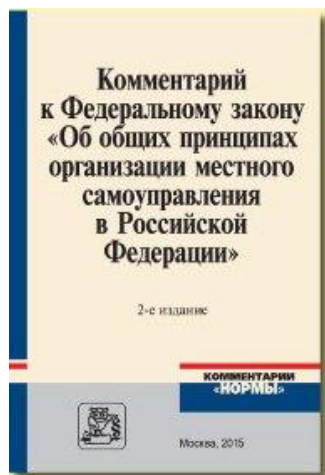 Комментарий
к Федеральному закону
«Об общих принципах
организации местного
самоуправления
в Российской
Федерации»
2-е издание
КОММЕНТАРИИ
«НОРМЫ»
Москва, 2015